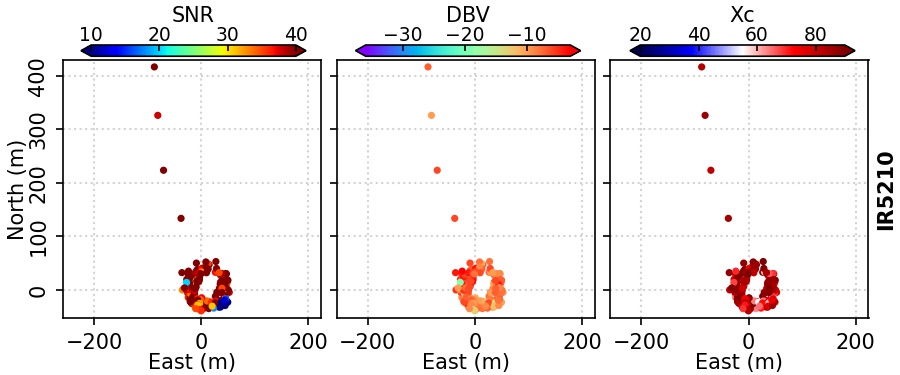 SNR DBV Xc
10 20 30 40 −30 −20 −10 20 40 60 80
400
300
200
100
0
North (m)
IR5210
−200 0 200 −200 0 200 −200 0 200
East (m) East (m) East (m)